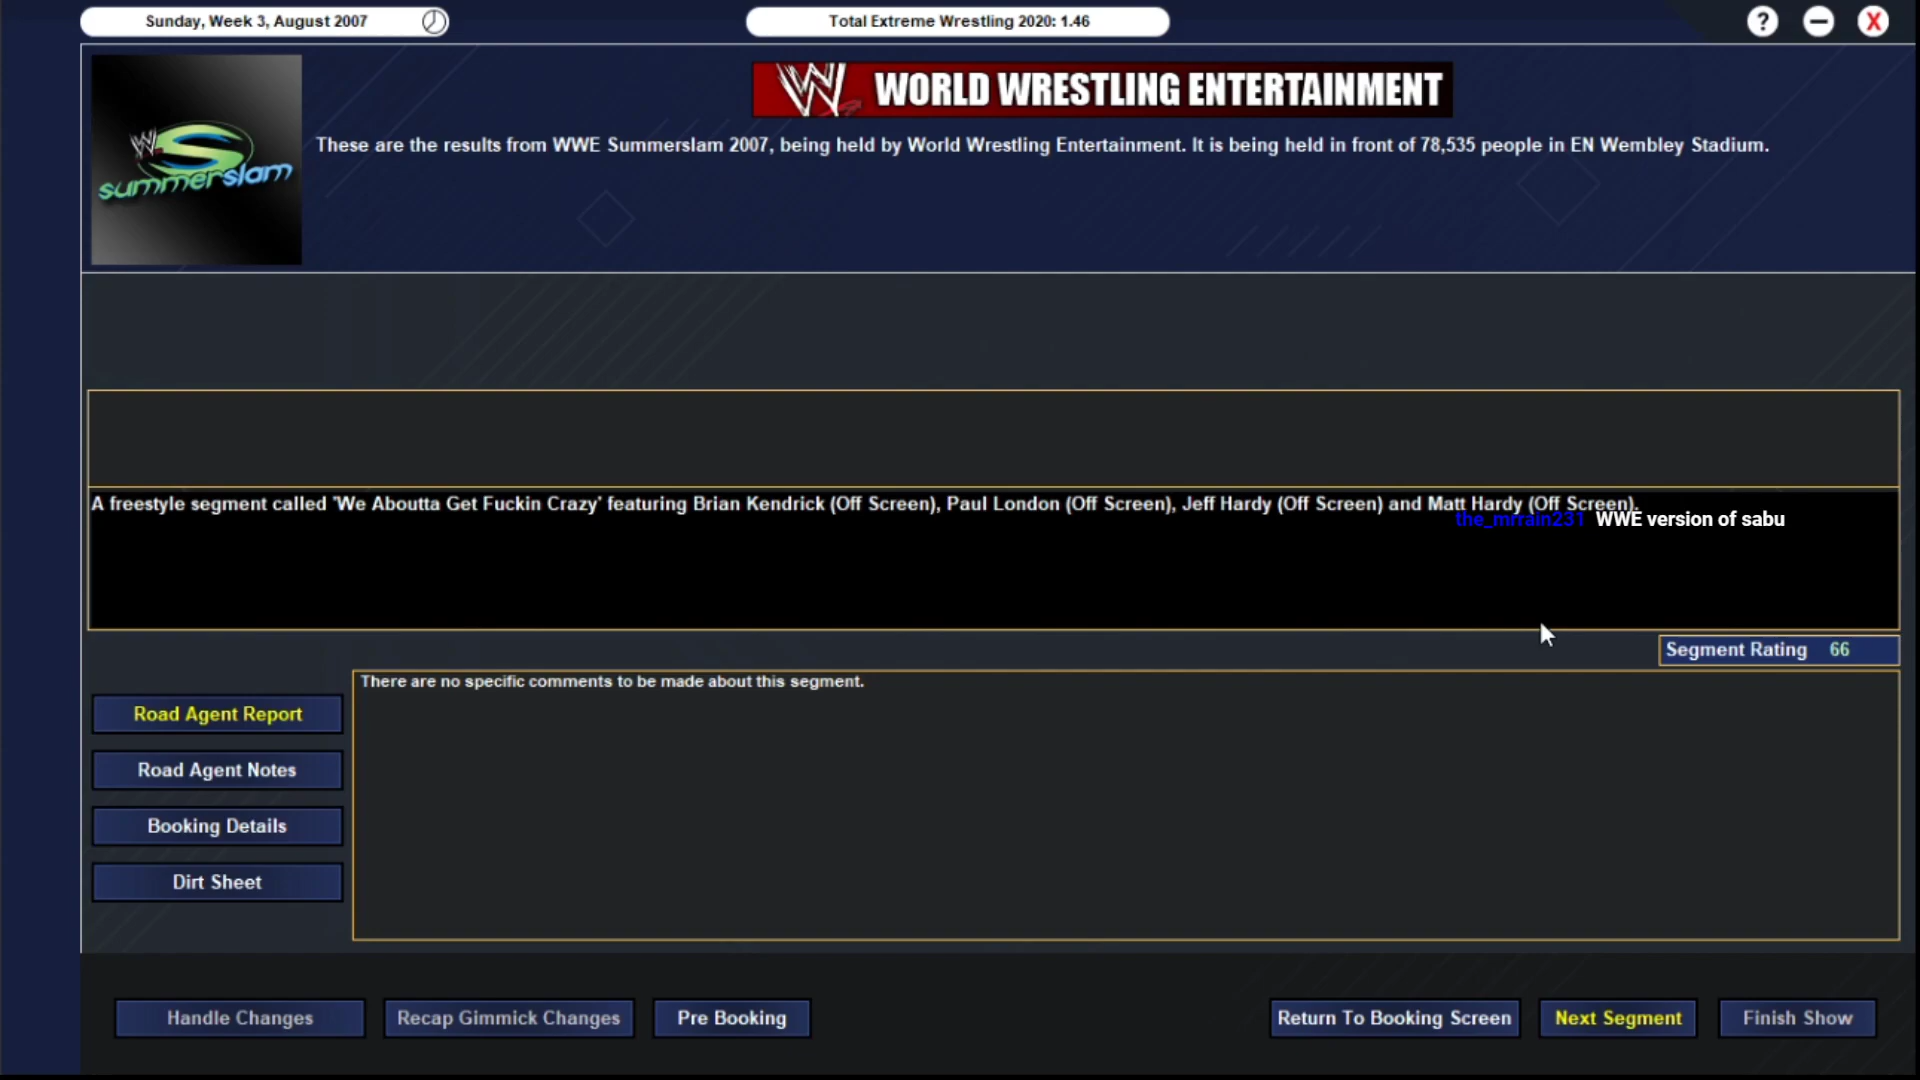 Sunday, Week 3, August 2007
Total Extreme Wrestling 2020: 1.46
?
X
W
WORLD WRESTLING ENTERTAINMENT
W
summerslam
These are the results from WWE Summerslam 2007, being held by World Wrestling Entertainment. It is being held in front of 78,535 people in EN Wembley Stadium.
A freestyle segment called 'We Aboutta Get Fuckin Crazy' featuring Brian Kendrick (Off Screen), Paul London (Off Screen), Jeff Hardy (Off Screen) and Matt Hardy (Off Screen).
the_mrrain231 WWE version of sabu
Segment Rating 66
There are no specific comments to be made about this segment.
Road Agent Report
Road Agent Notes
Booking Details
Dirt Sheet
Handle Changes
Recap Gimmick Changes
Pre Booking
Return To Booking Screen
Next Segment
Finish Show